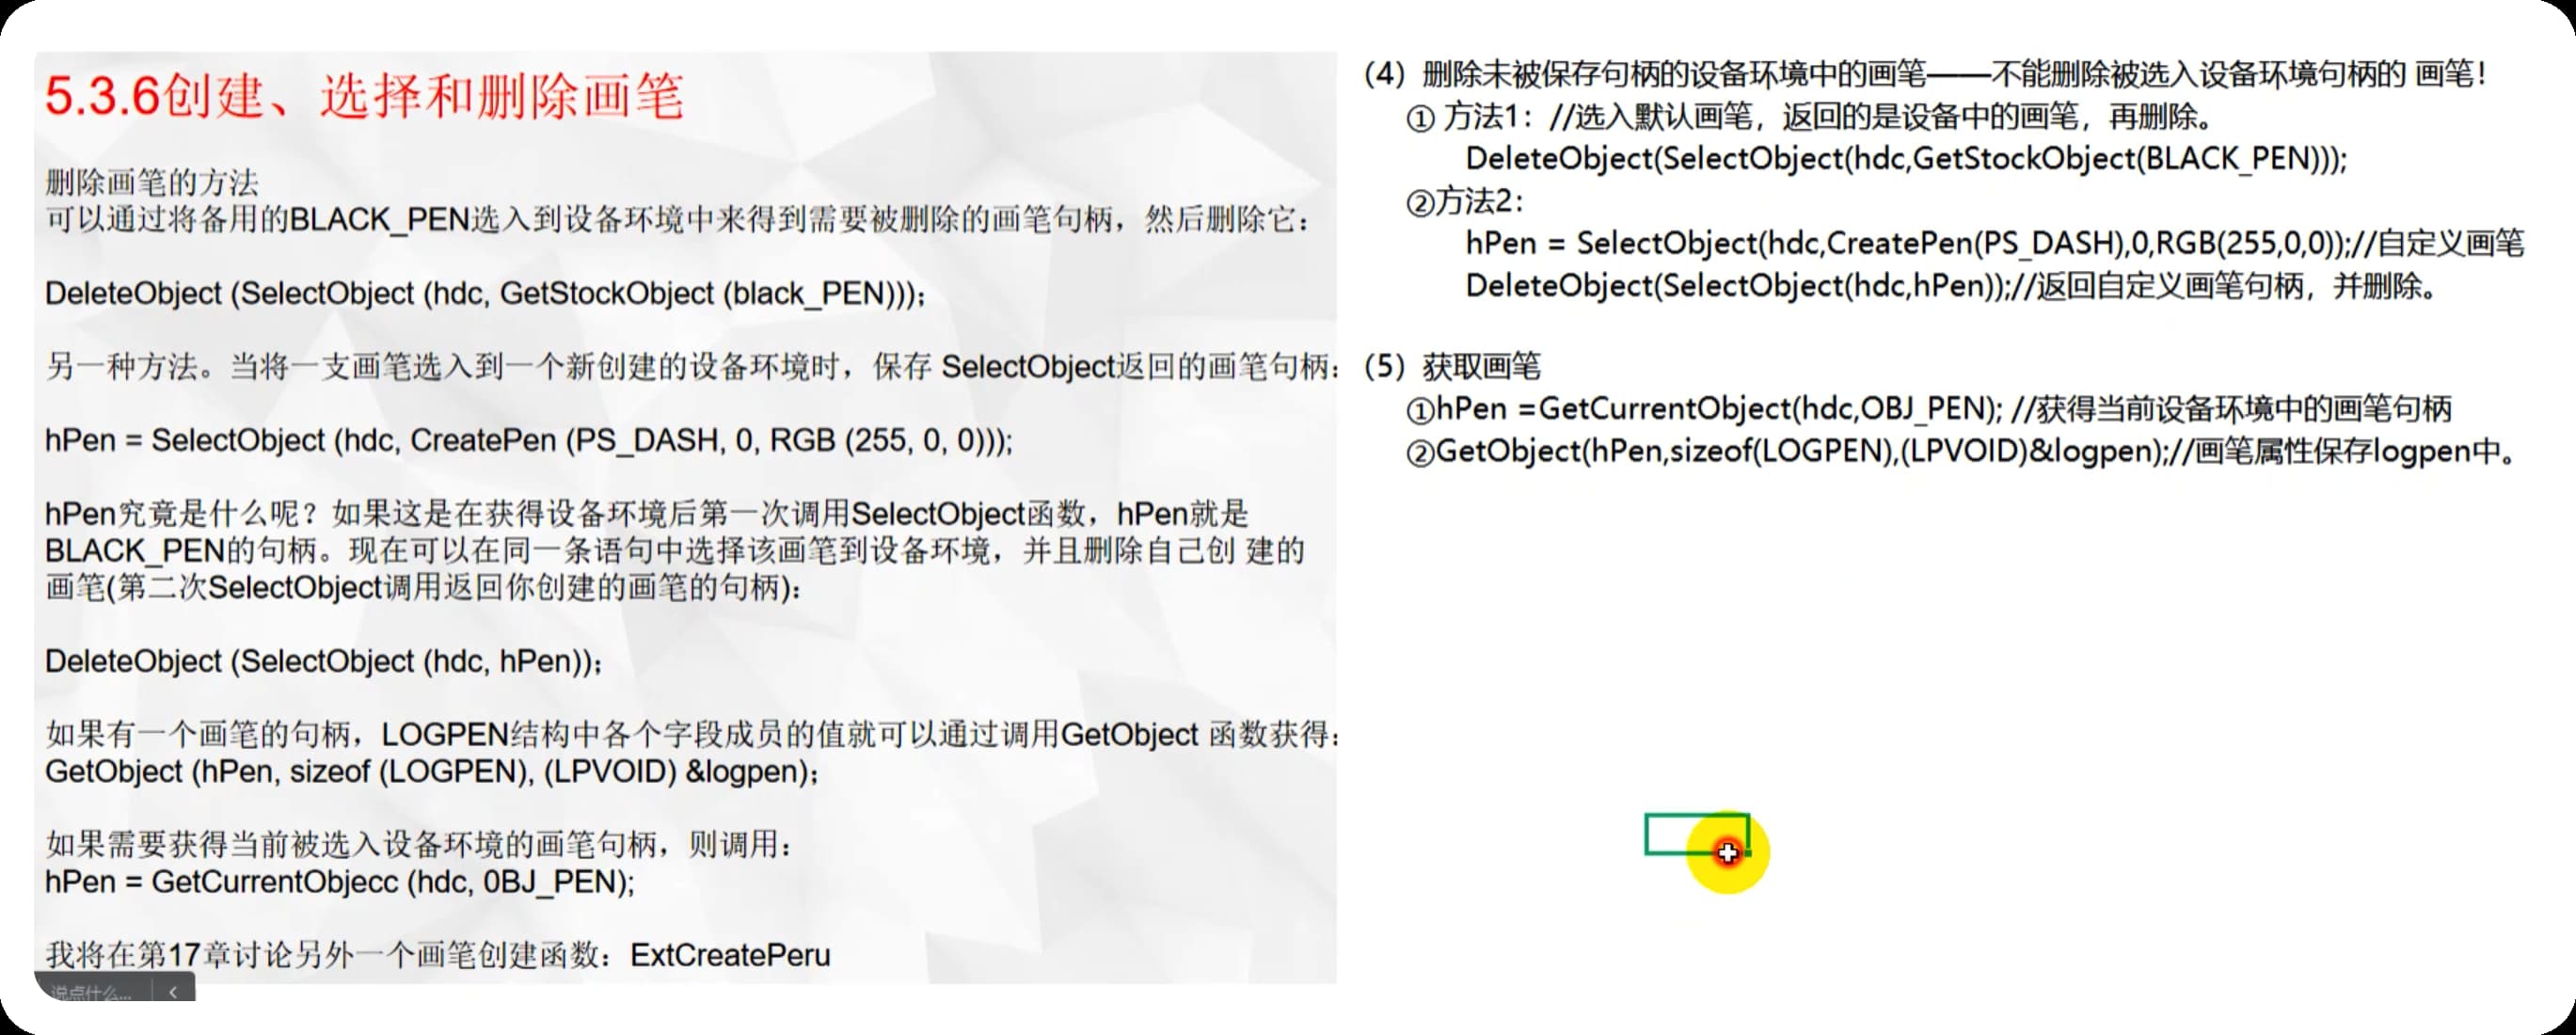 5.3.6创建、选择和删除画笔
删除画笔的方法
可以通过将备用的BLACK_PEN选入到设备环境中来得到需要被删除的画笔句柄，然后删除它：
DeleteObject (SelectObject (hdc, GetStockObject (black_PEN)));
另一种方法。当将一支画笔选入到一个新创建的设备环境时，保存 SelectObject返回的画笔句柄：
hPen = SelectObject (hdc, CreatePen (PS_DASH, 0, RGB (255, 0, 0)));
hPen究竟是什么呢？如果这是在获得设备环境后第一次调用SelectObject函数，hPen就是
BLACK_PEN的句柄。现在可以在同一条语句中选择该画笔到设备环境，并且删除自己创 建的
画笔(第二次SelectObject调用返回你创建的画笔的句柄)：
DeleteObject (SelectObject (hdc, hPen));
如果有一个画笔的句柄，LOGPEN结构中各个字段成员的值就可以通过调用GetObject 函数获得：
GetObject (hPen, sizeof (LOGPEN), (LPVOID) &logpen);
如果需要获得当前被选入设备环境的画笔句柄，则调用：
hPen = GetCurrentObjecc (hdc, 0BJ_PEN);
我将在第17章讨论另外一个画笔创建函数：ExtCreatePeru
说点什么...
（4）删除未被保存句柄的设备环境中的画笔——不能删除被选入设备环境句柄的 画笔！
① 方法1：//选入默认画笔，返回的是设备中的画笔，再删除。
DeleteObject(SelectObject(hdc,GetStockObject(BLACK_PEN)));
②方法2：
hPen = SelectObject(hdc,CreatePen(PS_DASH),0,RGB(255,0,0));//自定义画笔
DeleteObject(SelectObject(hdc,hPen));//返回自定义画笔句柄，并删除。
（5）获取画笔
①hPen =GetCurrentObject(hdc,OBJ_PEN); //获得当前设备环境中的画笔句柄
②GetObject(hPen,sizeof(LOGPEN),(LPVOID)&logpen);//画笔属性保存logpen中。